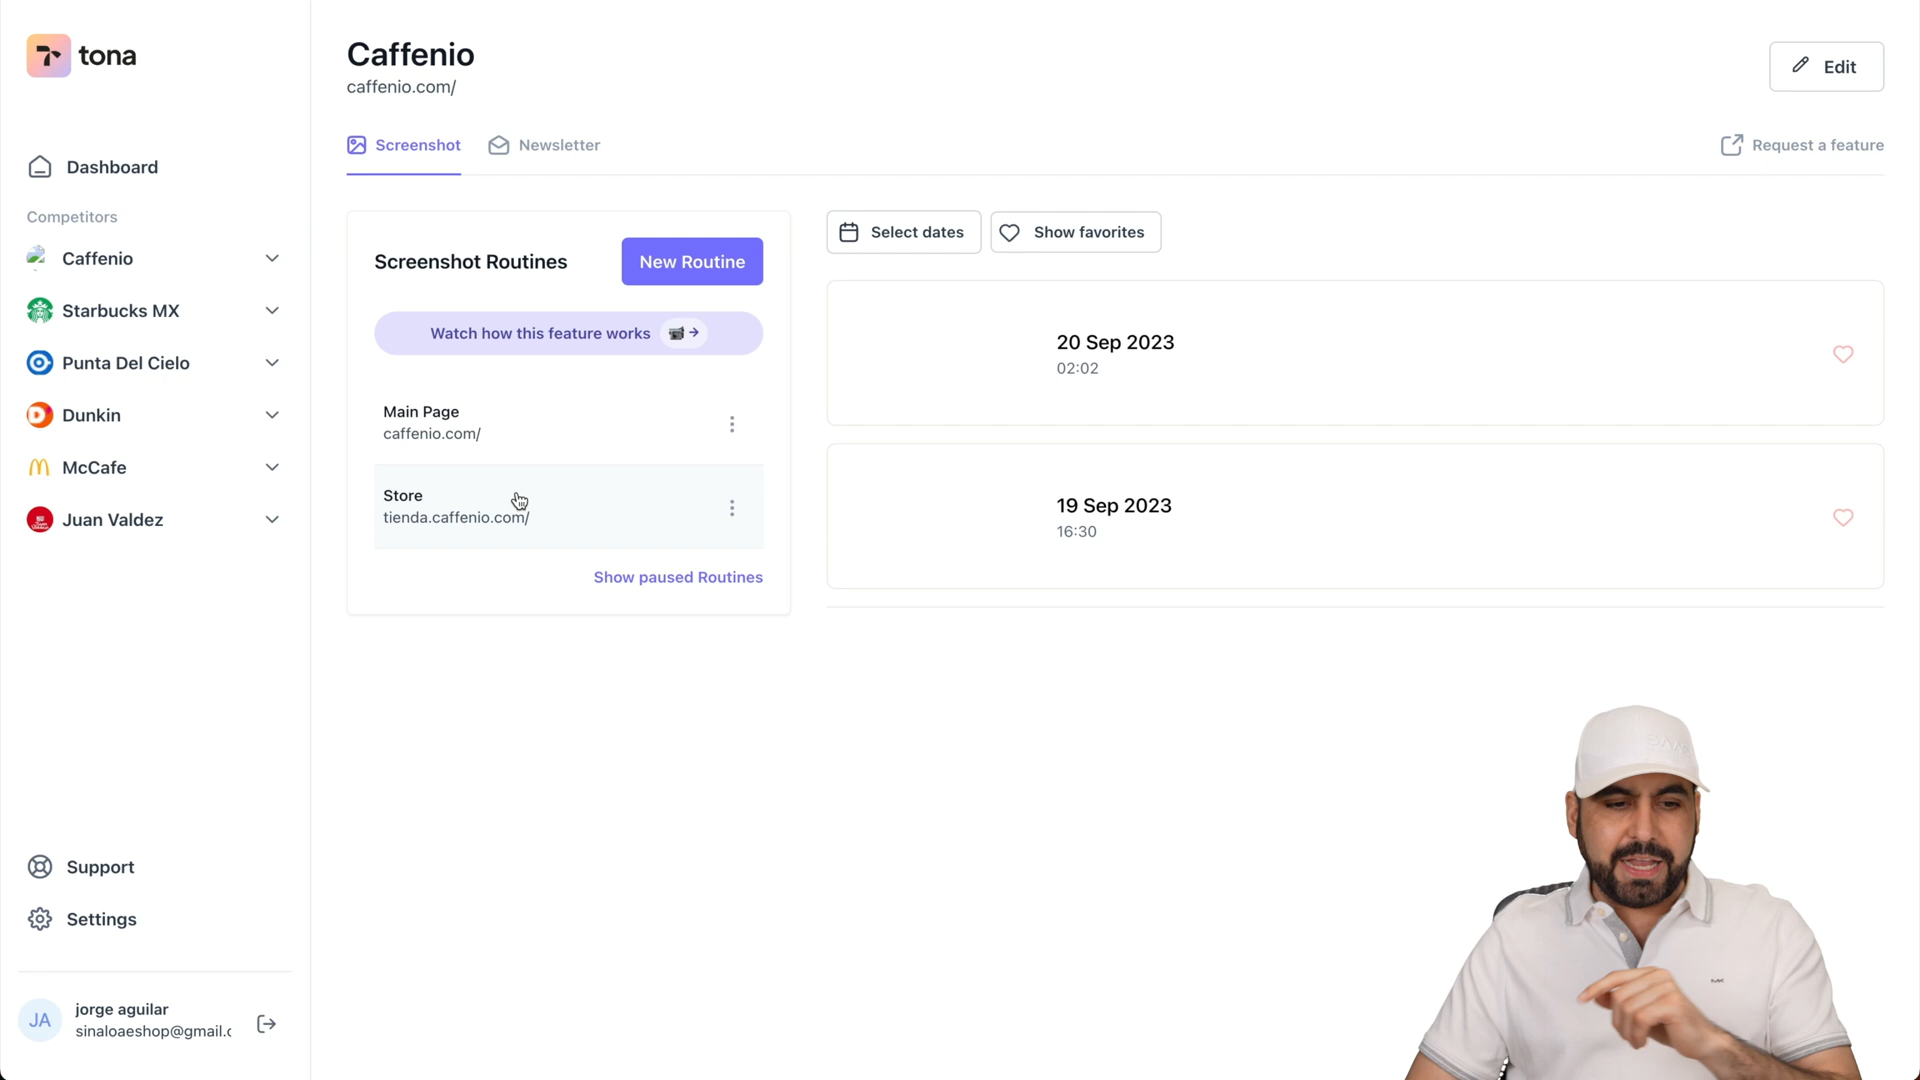 tona
Dashboard
Competitors
Caffenio
Starbucks MX
Punta Del Cielo
Dunkin
McCafe
Juan Valdez
Support
Settings
JA
jorge aguilar
sinaloaeshop@gmail.c
Caffenio
caffenio.com/
Edit
Screenshot
Newsletter
Request a feature
Screenshot Routines
New Routine
Watch how this feature works
Main Page
caffenio.com/
Store
tienda.caffenio.com/
Show paused Routines
Select dates
Show favorites
20 Sep 2023
02:02
19 Sep 2023
16:30